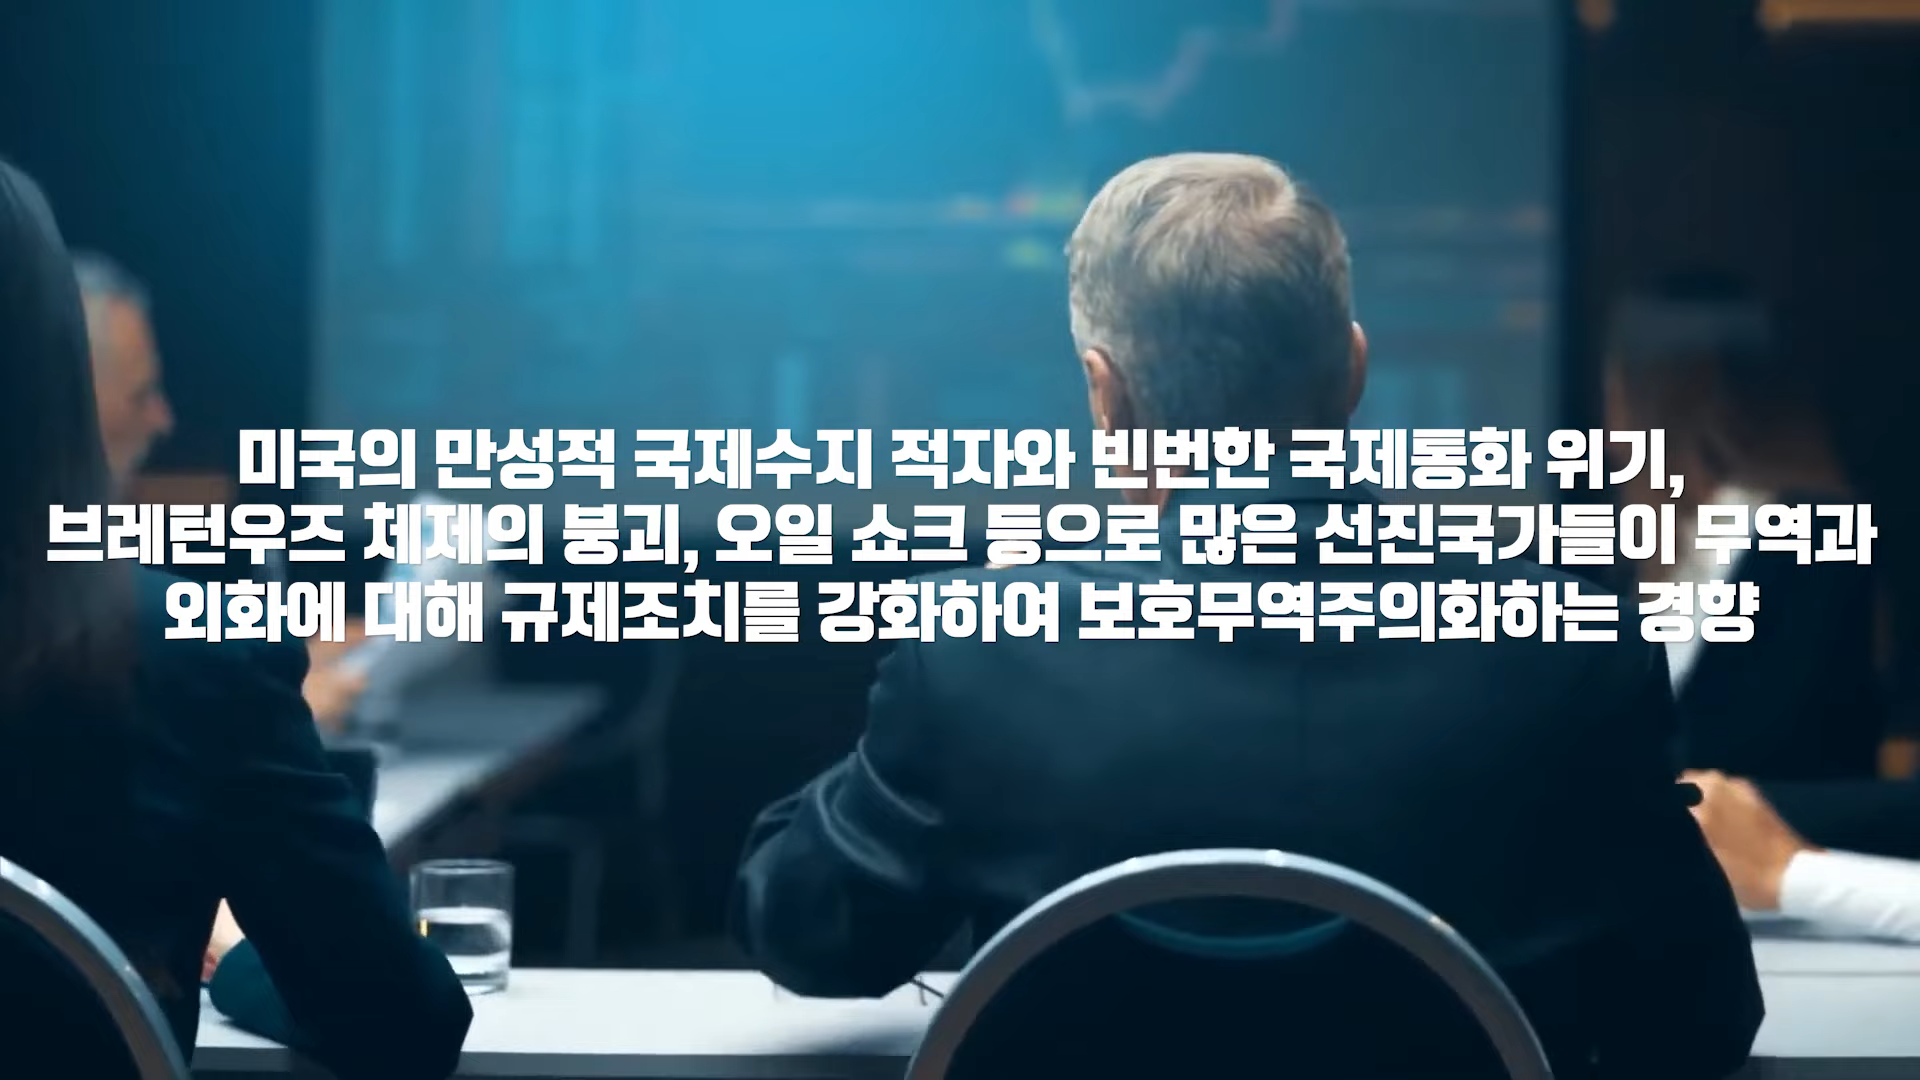 미국의 만성적 국제수지 적자와 빈번한 국제통화 위기,
브레턴우즈 체제의 붕괴, 오일 쇼크 등으로 많은 선진국가들이 무역과
외화에 대해 규제조치를 강화하여 보호무역주의화하는 경향